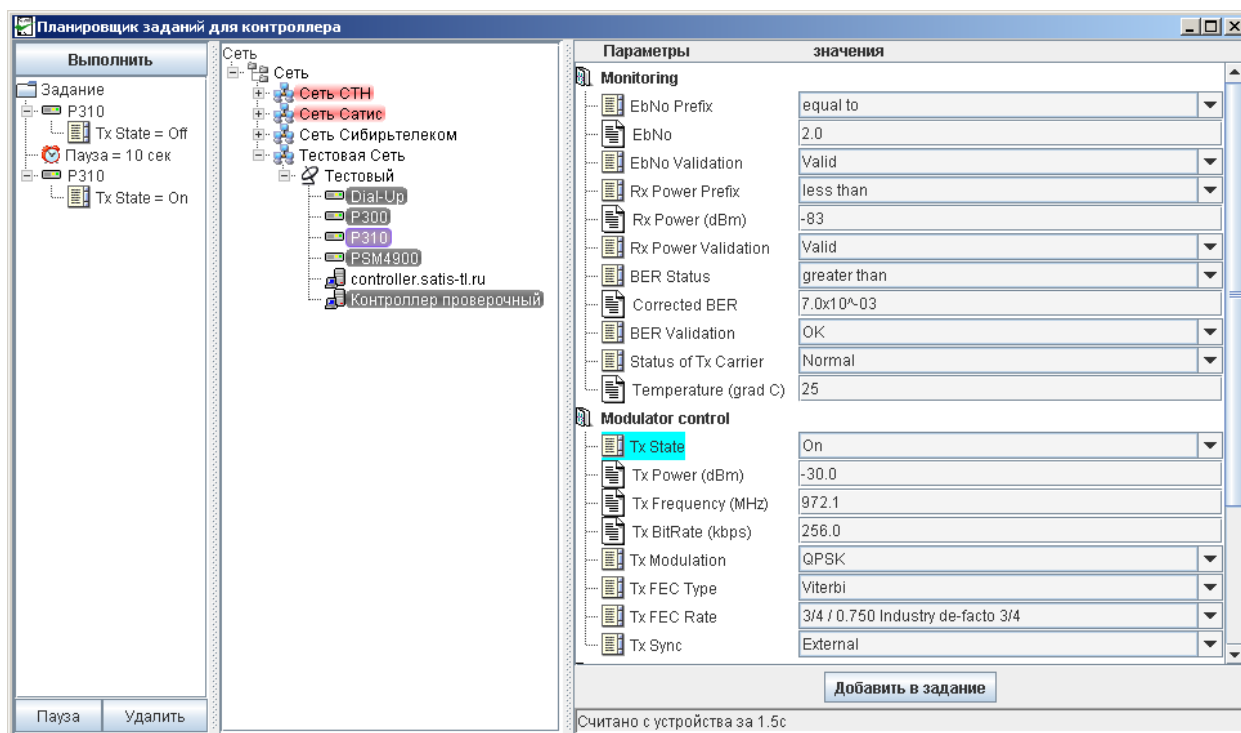 Планировщик заданий для контроллера
Выполнить
Задание
P310
Tx State = Off
Пауза = 10 сек
P310
Tx State = On
Пауза
Удалить
Сеть
Сеть
Сеть СТН
Сеть Сатис
Сеть Сибирьтелеком
Тестовая Сеть
Тестовый
Dial-Up
P300
P310
PSM4900
controller.satis-tl.ru
Контроллер проверочный
Параметры значения
Monitoring
EbNo Prefix equal to
EbNo 2.0
EbNo Validation Valid
Rx Power Prefix less than
Rx Power (dBm) -83
Rx Power Validation Valid
BER Status greater than
Corrected BER 7.0x10^-03
BER Validation OK
Status of Tx Carrier Normal
Temperature (grad C) 25
Modulator control
Tx State On
Tx Power (dBm) -30.0
Tx Frequency (MHz) 972.1
Tx BitRate (kbps) 256.0
Tx Modulation QPSK
Tx FEC Type Viterbi
Tx FEC Rate 3/4 / 0.750 Industry de-facto 3/4
Tx Sync External
Добавить в задание
Считано с устройства за 1.5с